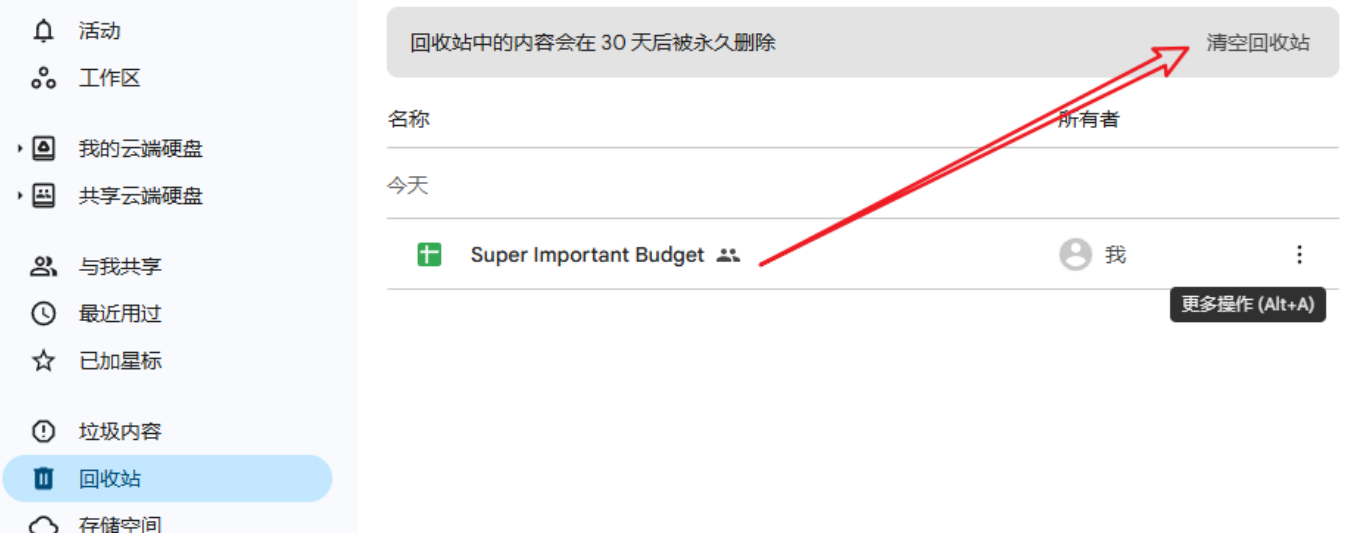 活动
工作区
我的云端硬盘
共享云端硬盘
与我共享
最近用过
已加星标
垃圾内容
回收站
存储空间
回收站中的内容会在 30 天后被永久删除 清空回收站
名称 所有者
今天
Super Important Budget 我
更多操作 (Alt+A)